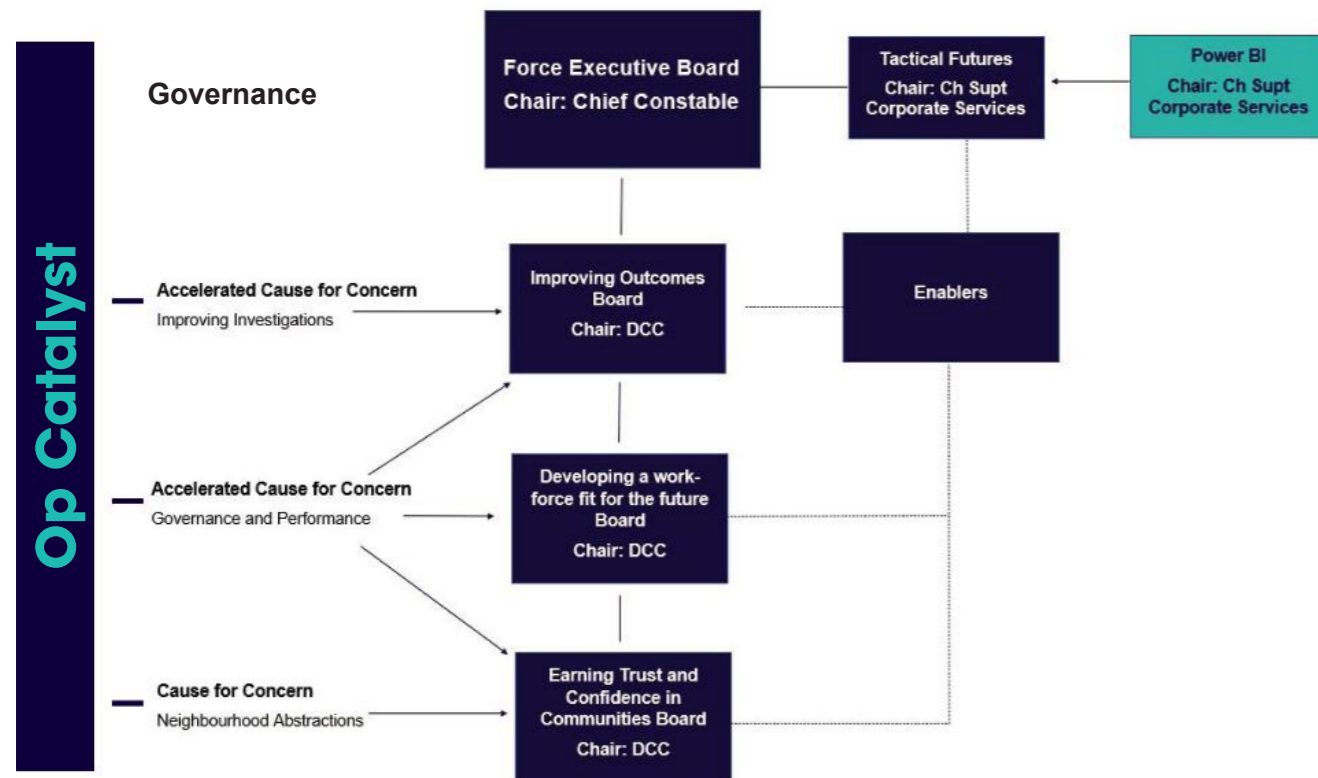 Op Catalyst
Governance
Force Executive Board
Chair: Chief Constable
Tactical Futures
Chair: Ch Supt
Corporate Services
Power BI
Chair: Ch Supt
Corporate Services
Accelerated Cause for Concern
Improving Investigations
Improving Outcomes
Board
Chair: DCC
Enablers
Accelerated Cause for Concern
Governance and Performance
Developing a work-
force fit for the future
Board
Chair: DCC
Cause for Concern
Neighbourhood Abstractions
Earning Trust and
Confidence in
Communities Board
Chair: DCC